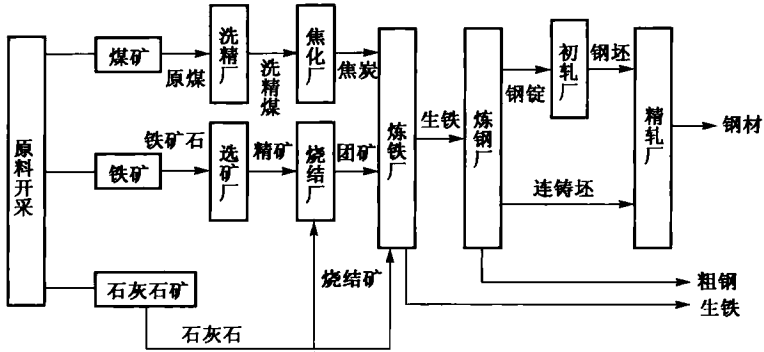 原料开采
煤矿
原煤
洗精厂
洗精煤
焦化厂
焦炭
铁矿石
铁矿
选矿厂
精矿
烧结厂
团矿
石灰石矿
石灰石
烧结矿
炼铁厂
生铁
炼钢厂
钢锭
初轧厂
钢坯
连铸坯
精轧厂
钢材
粗钢
生铁